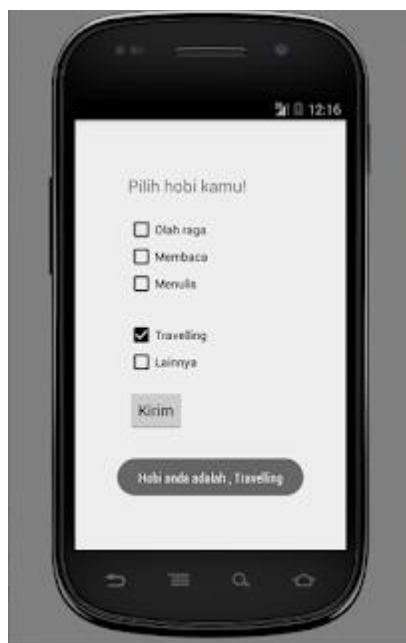 12:16
Pilih hobi kamu!
Olah raga
Membaca
Menulis
Travelling
Lainnya
Kirim
Hobi anda adalah , Travelling